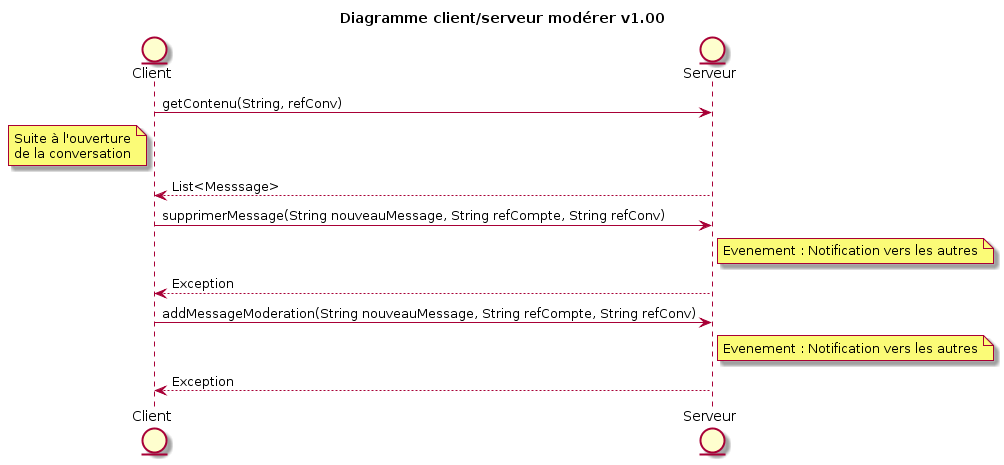 Diagramme client/serveur modérer v1.00
Client
Serveur
getContenu(String, refConv)
Suite à l'ouverture
de la conversation
List<Messsage>
supprimerMessage(String nouveauMessage, String refCompte, String refConv)
Evenement : Notification vers les autres
Exception
addMessageModeration(String nouveauMessage, String refCompte, String refConv)
Evenement : Notification vers les autres
Exception
Client
Serveur